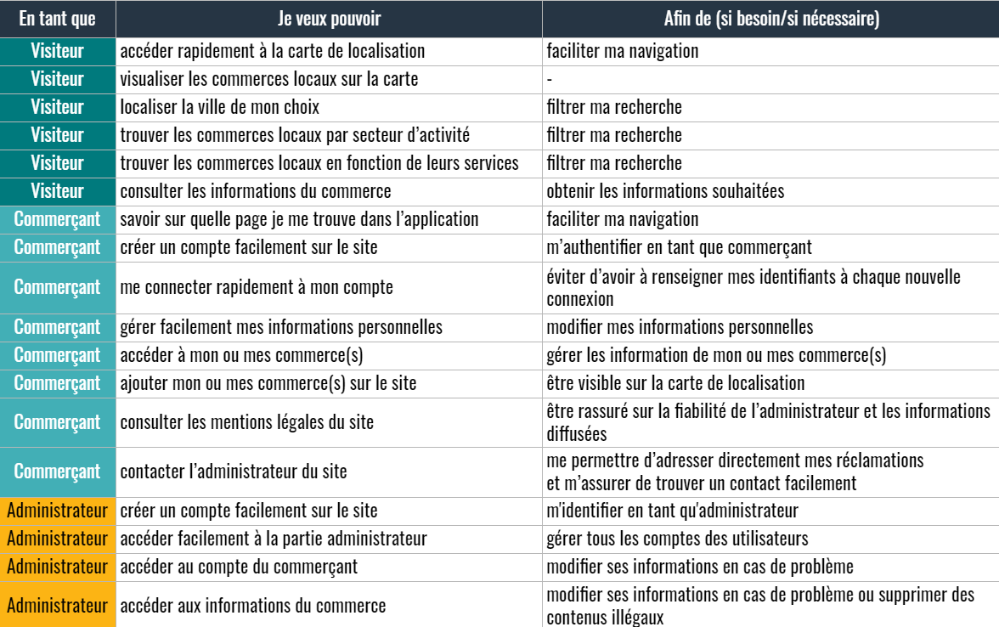 En tant que Je veux pouvoir Afin de (si besoin/si nécessaire)
Visiteur accéder rapidement à la carte de localisation faciliter ma navigation
Visiteur visualiser les commerces locaux sur la carte -
Visiteur localiser la ville de mon choix filtrer ma recherche
Visiteur trouver les commerces locaux par secteur d’activité filtrer ma recherche
Visiteur trouver les commerces locaux en fonction de leurs services filtrer ma recherche
Visiteur consulter les informations du commerce obtenir les informations souhaitées
Commerçant savoir sur quelle page je me trouve dans l’application faciliter ma navigation
Commerçant créer un compte facilement sur le site m’authentifier en tant que commerçant
Commerçant me connecter rapidement à mon compte éviter d’avoir à renseigner mes identifiants à chaque nouvelle
connexion
Commerçant gérer facilement mes informations personnelles modifier mes informations personnelles
Commerçant accéder à mon ou mes commerce(s) gérer les information de mon ou mes commerce(s)
Commerçant ajouter mon ou mes commerce(s) sur le site être visible sur la carte de localisation
Commerçant consulter les mentions légales du site être rassuré sur la fiabilité de l’administrateur et les informations
diffusées
Commerçant contacter l’administrateur du site me permettre d’adresser directement mes réclamations
et m’assurer de trouver un contact facilement
Administrateur créer un compte facilement sur le site m'identifier en tant qu'administrateur
Administrateur accéder facilement à la partie administrateur gérer tous les comptes des utilisateurs
Administrateur accéder au compte du commerçant modifier ses informations en cas de problème
Administrateur accéder aux informations du commerce modifier ses informations en cas de problème ou supprimer des
contenus illégaux